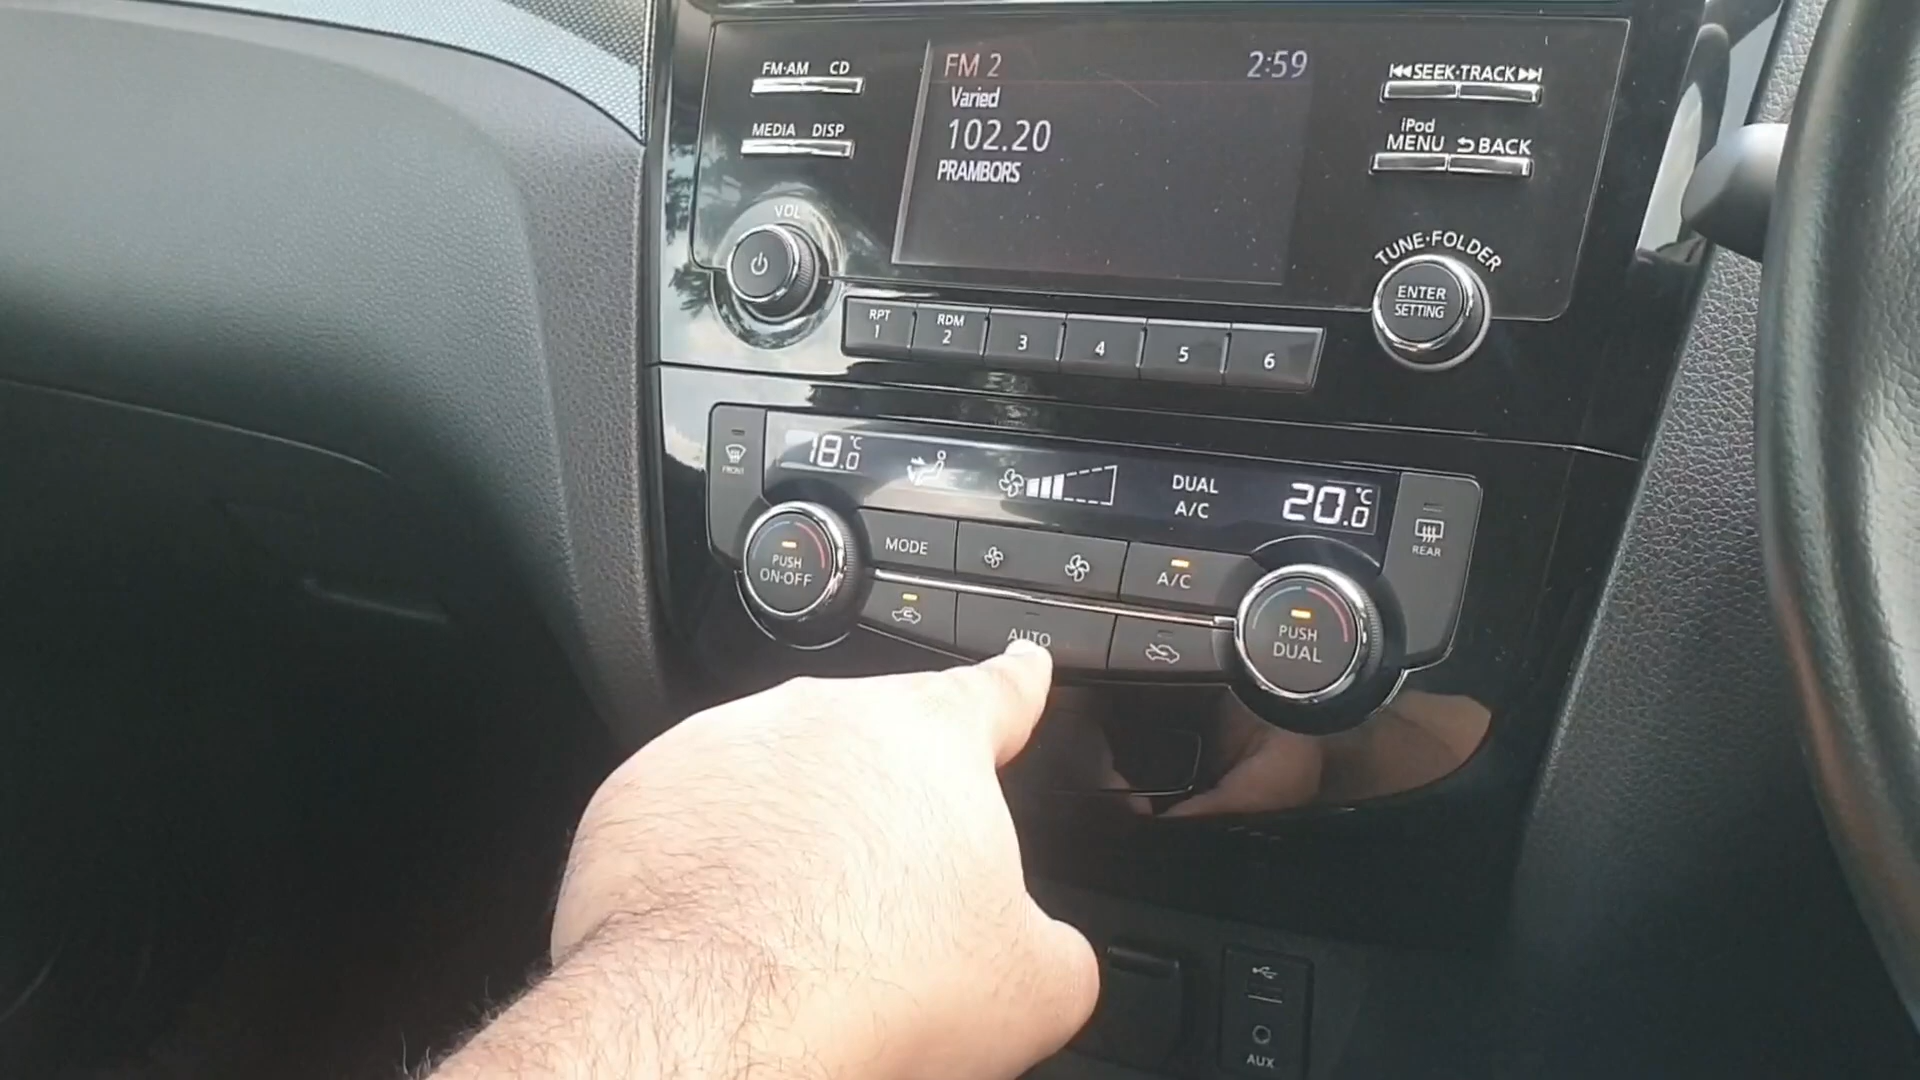 FM·AM CD
MEDIA DISP
VOL
FM 2 2:59
Varied
102.20
PRAMBORS
SEEK·TRACK
iPod
MENU BACK
TUNE·FOLDER
ENTER
SETTING
RPT
1
RDM
2
3
4
5
6
FRONT
18.0 °C
DUAL
A/C
20.0 °C
REAR
PUSH
ON·OFF
MODE
A/C
AUTO
PUSH
DUAL
AUX